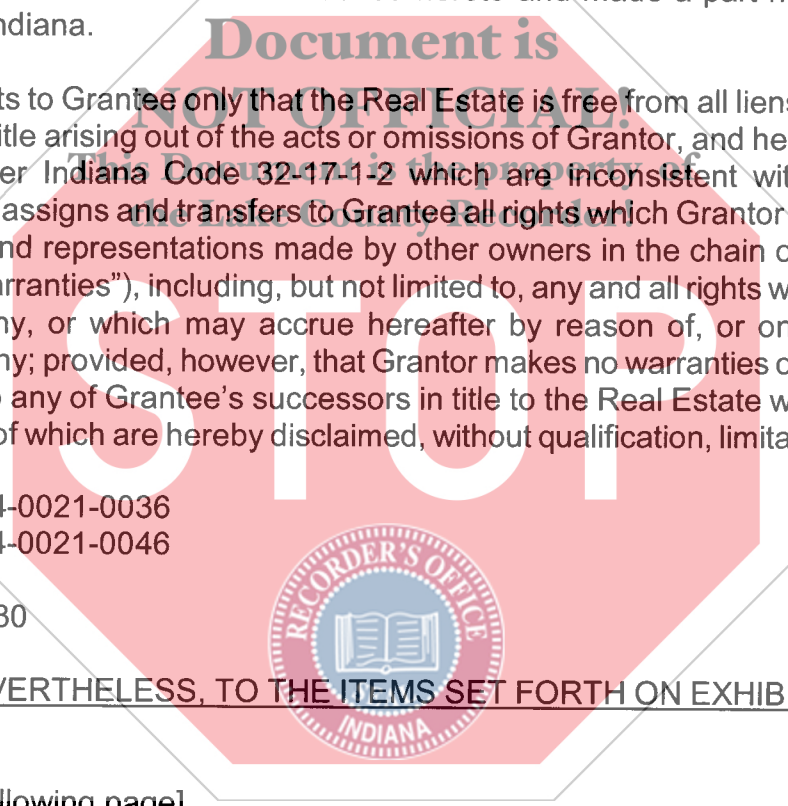 hereto and made a part
ndiana.
Document is
ts to Grantee only that the Real Estate is free from all liens
NOT OFFICIAL!
itle arising out of the acts or omissions of Grantor, and he
This Document is the property of
er Indiana Code 32-17-1-2 which are inconsistent wit
the Lake County Recorder!
assigns and transfers to Grantee all rights which Grantor
nd representations made by other owners in the chain o
arranties"), including, but not limited to, any and all rights w
ny, or which may accrue hereafter by reason of, or on
ny; provided, however, that Grantor makes no warranties o
o any of Grantee's successors in title to the Real Estate w
of which are hereby disclaimed, without qualification, limita
STOP
4-0021-0036
4-0021-0046
RECORDER'S OFFICE
30
VERTHELESS, TO THE ITEMS SET FORTH ON EXHIB
INDIANA
llowing page]